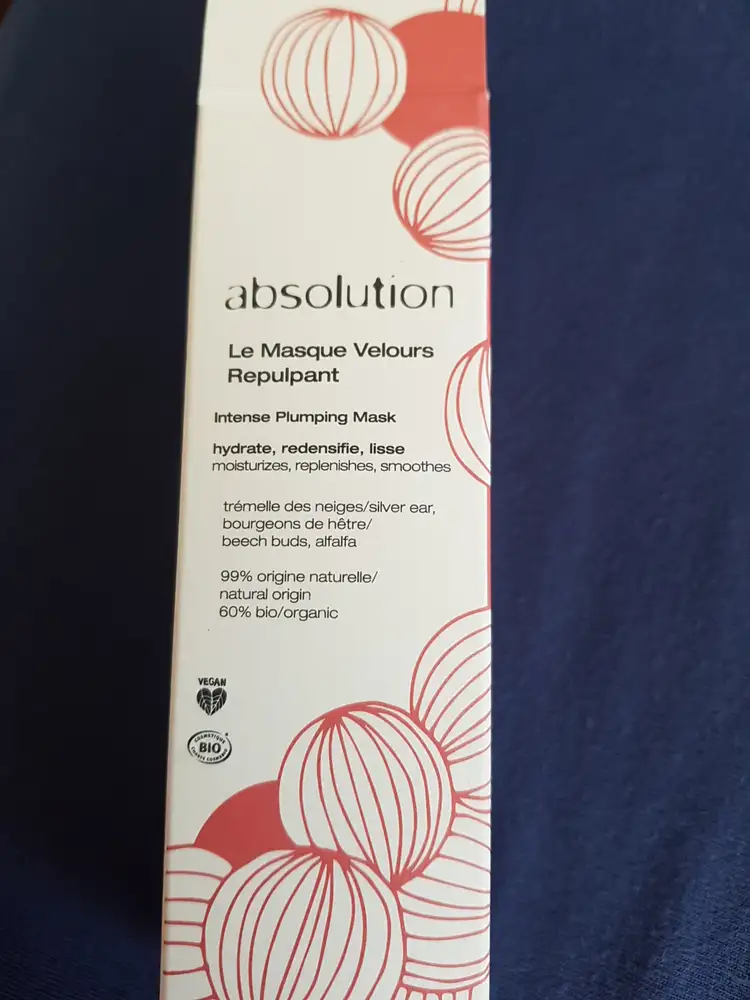 absolution
Le Masque Velours
Repulpant
Intense Plumping Mask
hydrate, redensifie, lisse
moisturizes, replenishes, smoothes
trémelle des neiges/silver ear,
bourgeons de hêtre/
beech buds, alfalfa
99% origine naturelle/
natural origin
60% bio/organic
VEGAN
COSMETIQUE
BIO